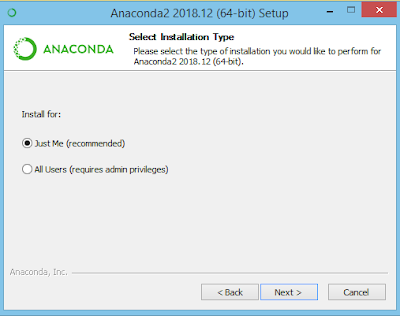 Anaconda2 2018.12 (64-bit) Setup
ANACONDA
Select Installation Type
Please select the type of installation you would like to perform for
Anaconda2 2018.12 (64-bit).
Install for:
Just Me (recommended)
All Users (requires admin privileges)
Anaconda, Inc.
< Back
Next >
Cancel